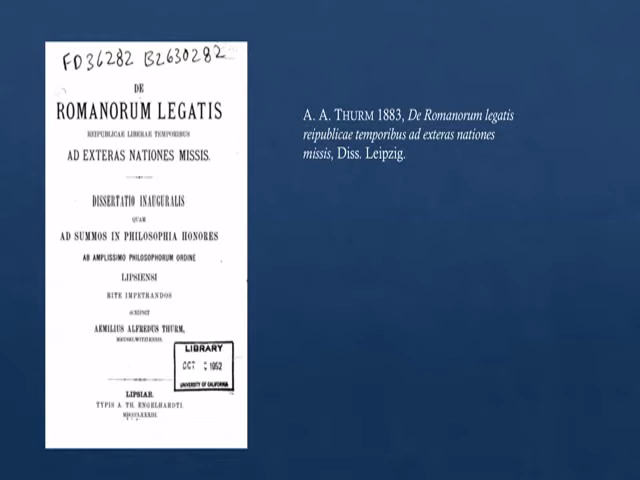 FD36282 B2630282
DE
ROMANORUM LEGATIS
REIPUBLICAE LIBERAE TEMPORIBUS
AD EXTERAS NATIONES MISSIS.
DISSERTATIO INAUGURALIS
QUAM
AD SUMMOS IN PHILOSOPHIA HONORES
AB AMPLISSIMO PHILOSOPHORUM ORDINE
LIPSIENSI
RITE IMPETRANDOS
SCRIPSIT
AEMILIUS ALFREDUS THURM,
LIBRARY
OCT 1952
UNIVERSITY OF CALIFORNIA
LIPSIAE.
TYPIS A. TH. ENGELHARDTI.
MDCCCLXXXIII.
A. A. THURM 1883, De Romanorum legatis
reipublicae temporibus ad exteras nationes
missis, Diss. Leipzig.